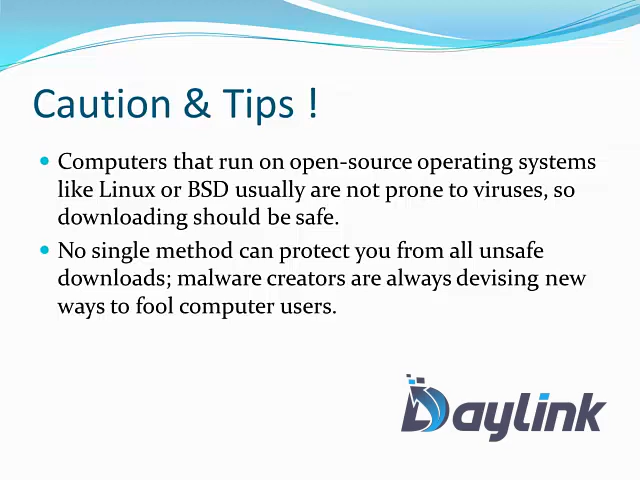 Caution & Tips !
Computers that run on open-source operating systems
like Linux or BSD usually are not prone to viruses, so
downloading should be safe.
No single method can protect you from all unsafe
downloads; malware creators are always devising new
ways to fool computer users.
Daylink